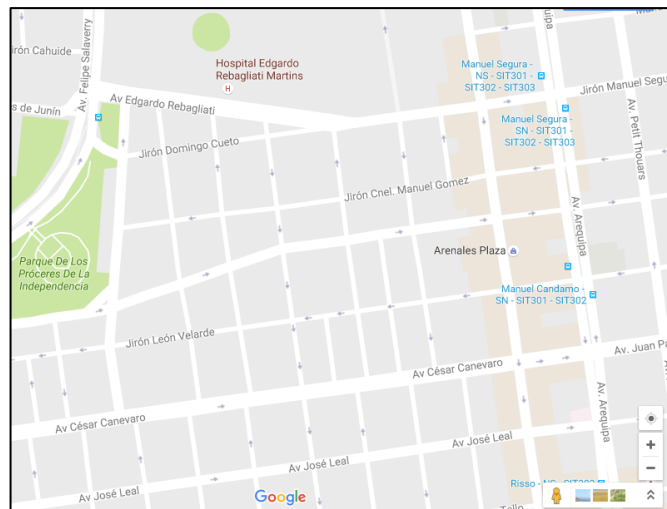 irón Cahuide
Av. Felipe Salaverry
Hospital Edgardo
Rebagliati Martins
H
Manuel Segura -
NS - SIT301 -
SIT302 - SIT303
Av. Arequipa
s de Junín
Av Edgardo Rebagliati
Jirón Manuel Segu
Manuel Segura -
SN - SIT301 -
SIT302 - SIT303
Av. Petit Thouars
Jirón Domingo Cueto
Jirón Cnel. Manuel Gomez
Av. Arequipa
Arenales Plaza
Parque De Los
Próceres De La
Independencia
Manuel Candamo -
SN - SIT301 - SIT302
Jirón León Velarde
Av. Juan Pa
Av César Canevaro
Av. Arequipa
Av César Canevaro
Av José Leal
Av José Leal
Av José Leal
Google